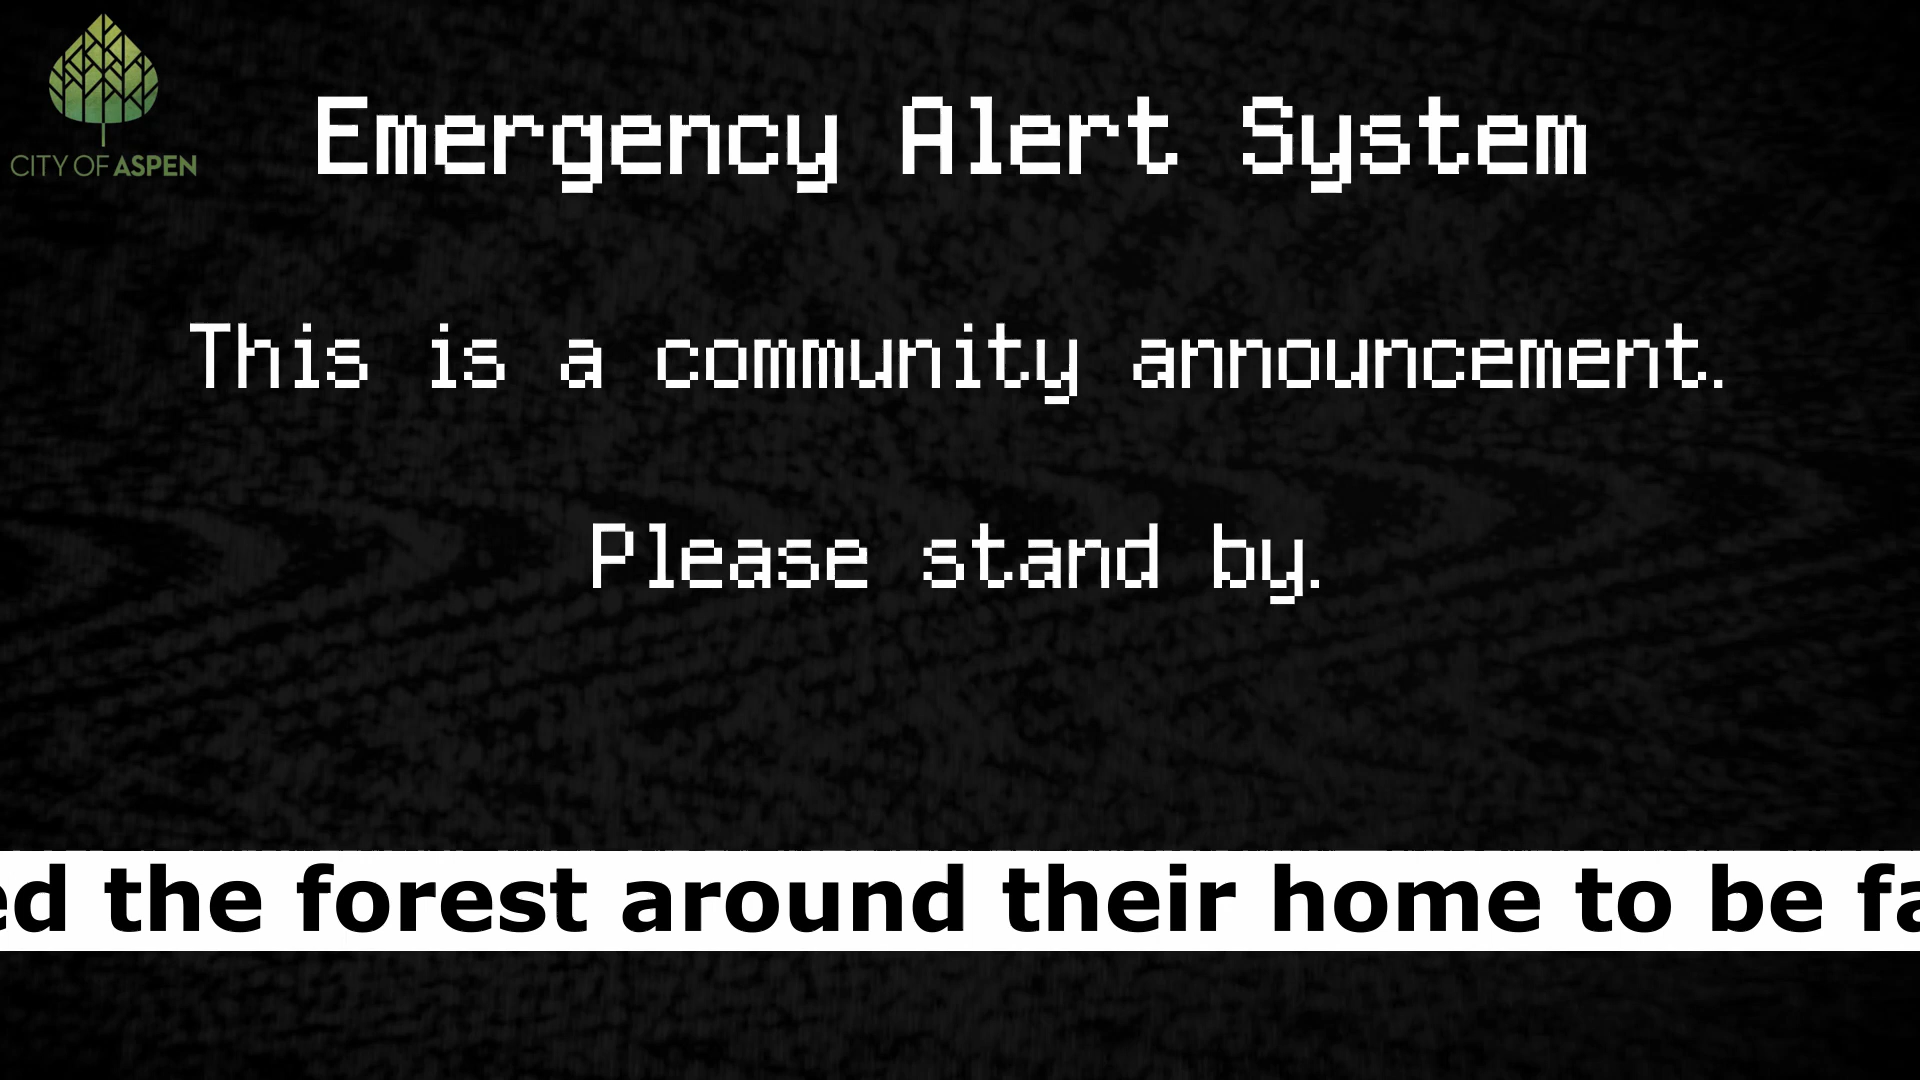 CITY OF ASPEN
Emergency Alert System
This is a community announcement.
Please stand by.
ed the forest around their home to be fa